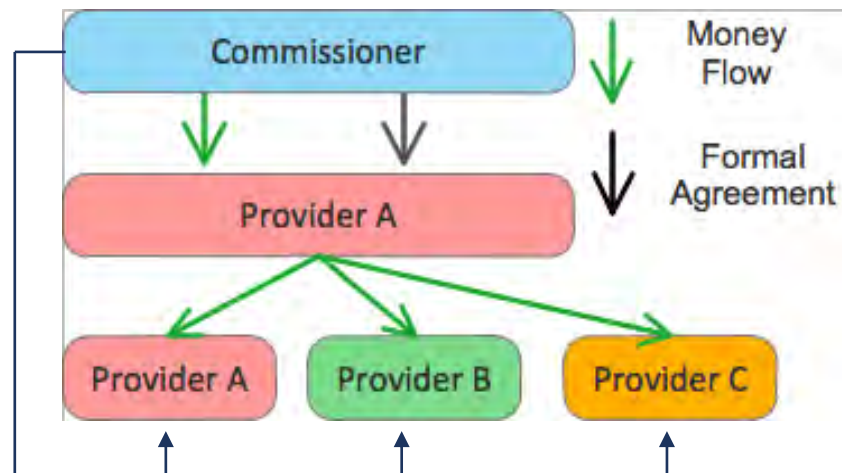 Commissioner
Money
Flow
Formal
Agreement
Provider A
Provider A
Provider B
Provider C